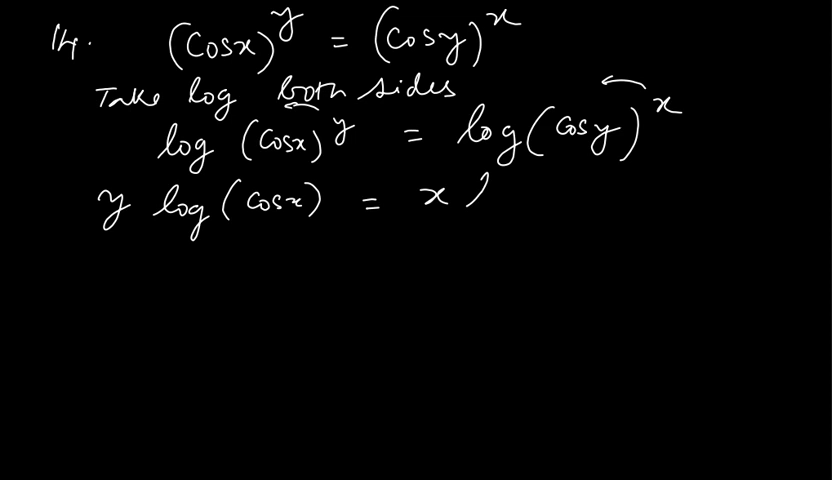 14. (Cosx)^y = (Cosy)^x
Take log both sides
log (Cosx)^y = log (Cosy)^x
y log (Cosx) = x